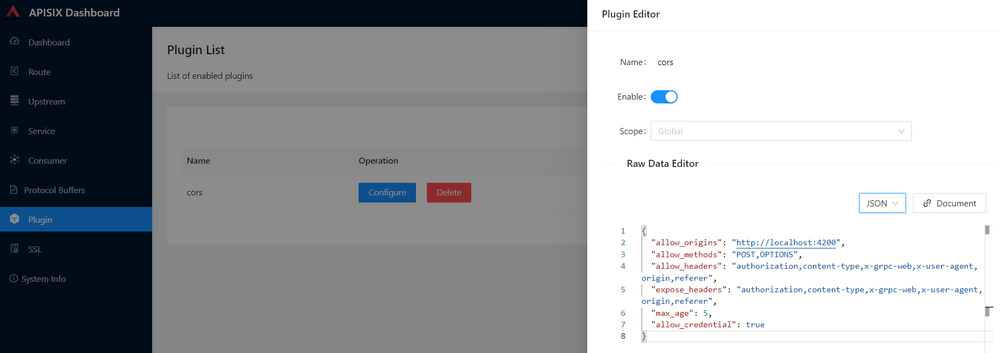 APISIX Dashboard
Dashboard
Route
Upstream
Service
Consumer
Protocol Buffers
Plugin
SSL
System Info
Plugin List
List of enabled plugins
Name Operation
cors Configure Delete
Plugin Editor
Name: cors
Enable:
Scope: Global
Raw Data Editor
JSON Document
1 {
2 "allow_origins": "http://localhost:4200",
3 "allow_methods": "POST,OPTIONS",
4 "allow_headers": "authorization,content-type,x-grpc-web,x-user-agent,
origin,referer",
5 "expose_headers": "authorization,content-type,x-grpc-web,x-user-agent,
origin,referer",
6 "max_age": 5,
7 "allow_credential": true
8 }